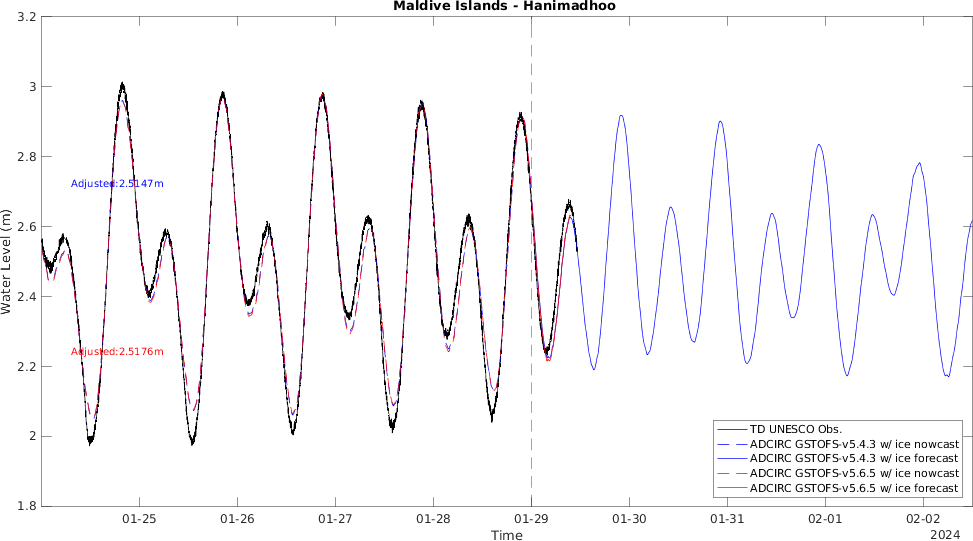 Maldive Islands - Hanimadhoo
3.2
3
2.8
2.6
2.4
2.2
2
1.8
Water Level (m)
Adjusted:2.5147m
Adjusted:2.5176m
TD UNESCO Obs.
ADCIRC GSTOFS-v5.4.3 w/ ice nowcast
ADCIRC GSTOFS-v5.4.3 w/ ice forecast
ADCIRC GSTOFS-v5.6.5 w/ ice nowcast
ADCIRC GSTOFS-v5.6.5 w/ ice forecast
01-25 01-26 01-27 01-28 01-29 01-30 01-31 02-01 02-02
Time
2024